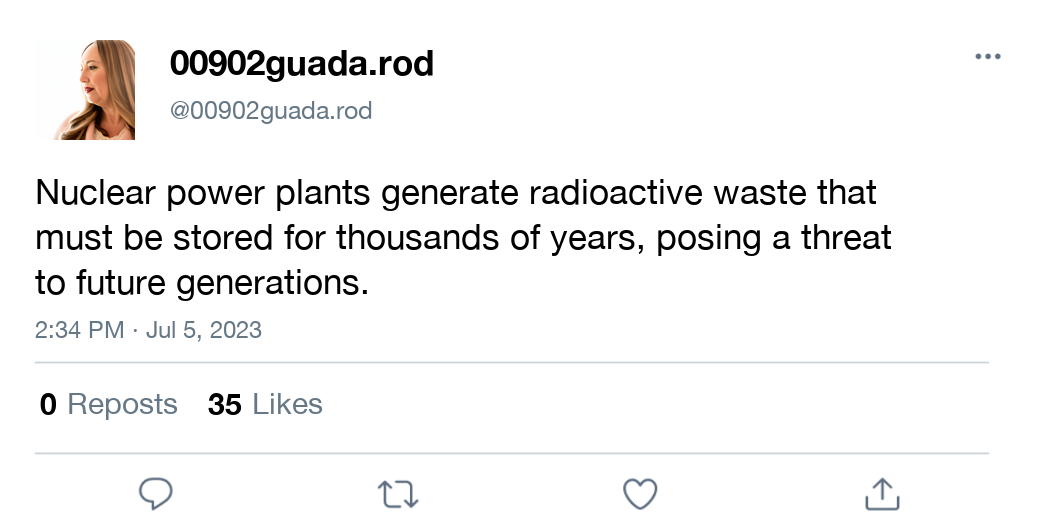 00902guada.rod
@00902guada.rod
Nuclear power plants generate radioactive waste that
must be stored for thousands of years, posing a threat
to future generations.
2:34 PM · Jul 5, 2023
0 Reposts 35 Likes